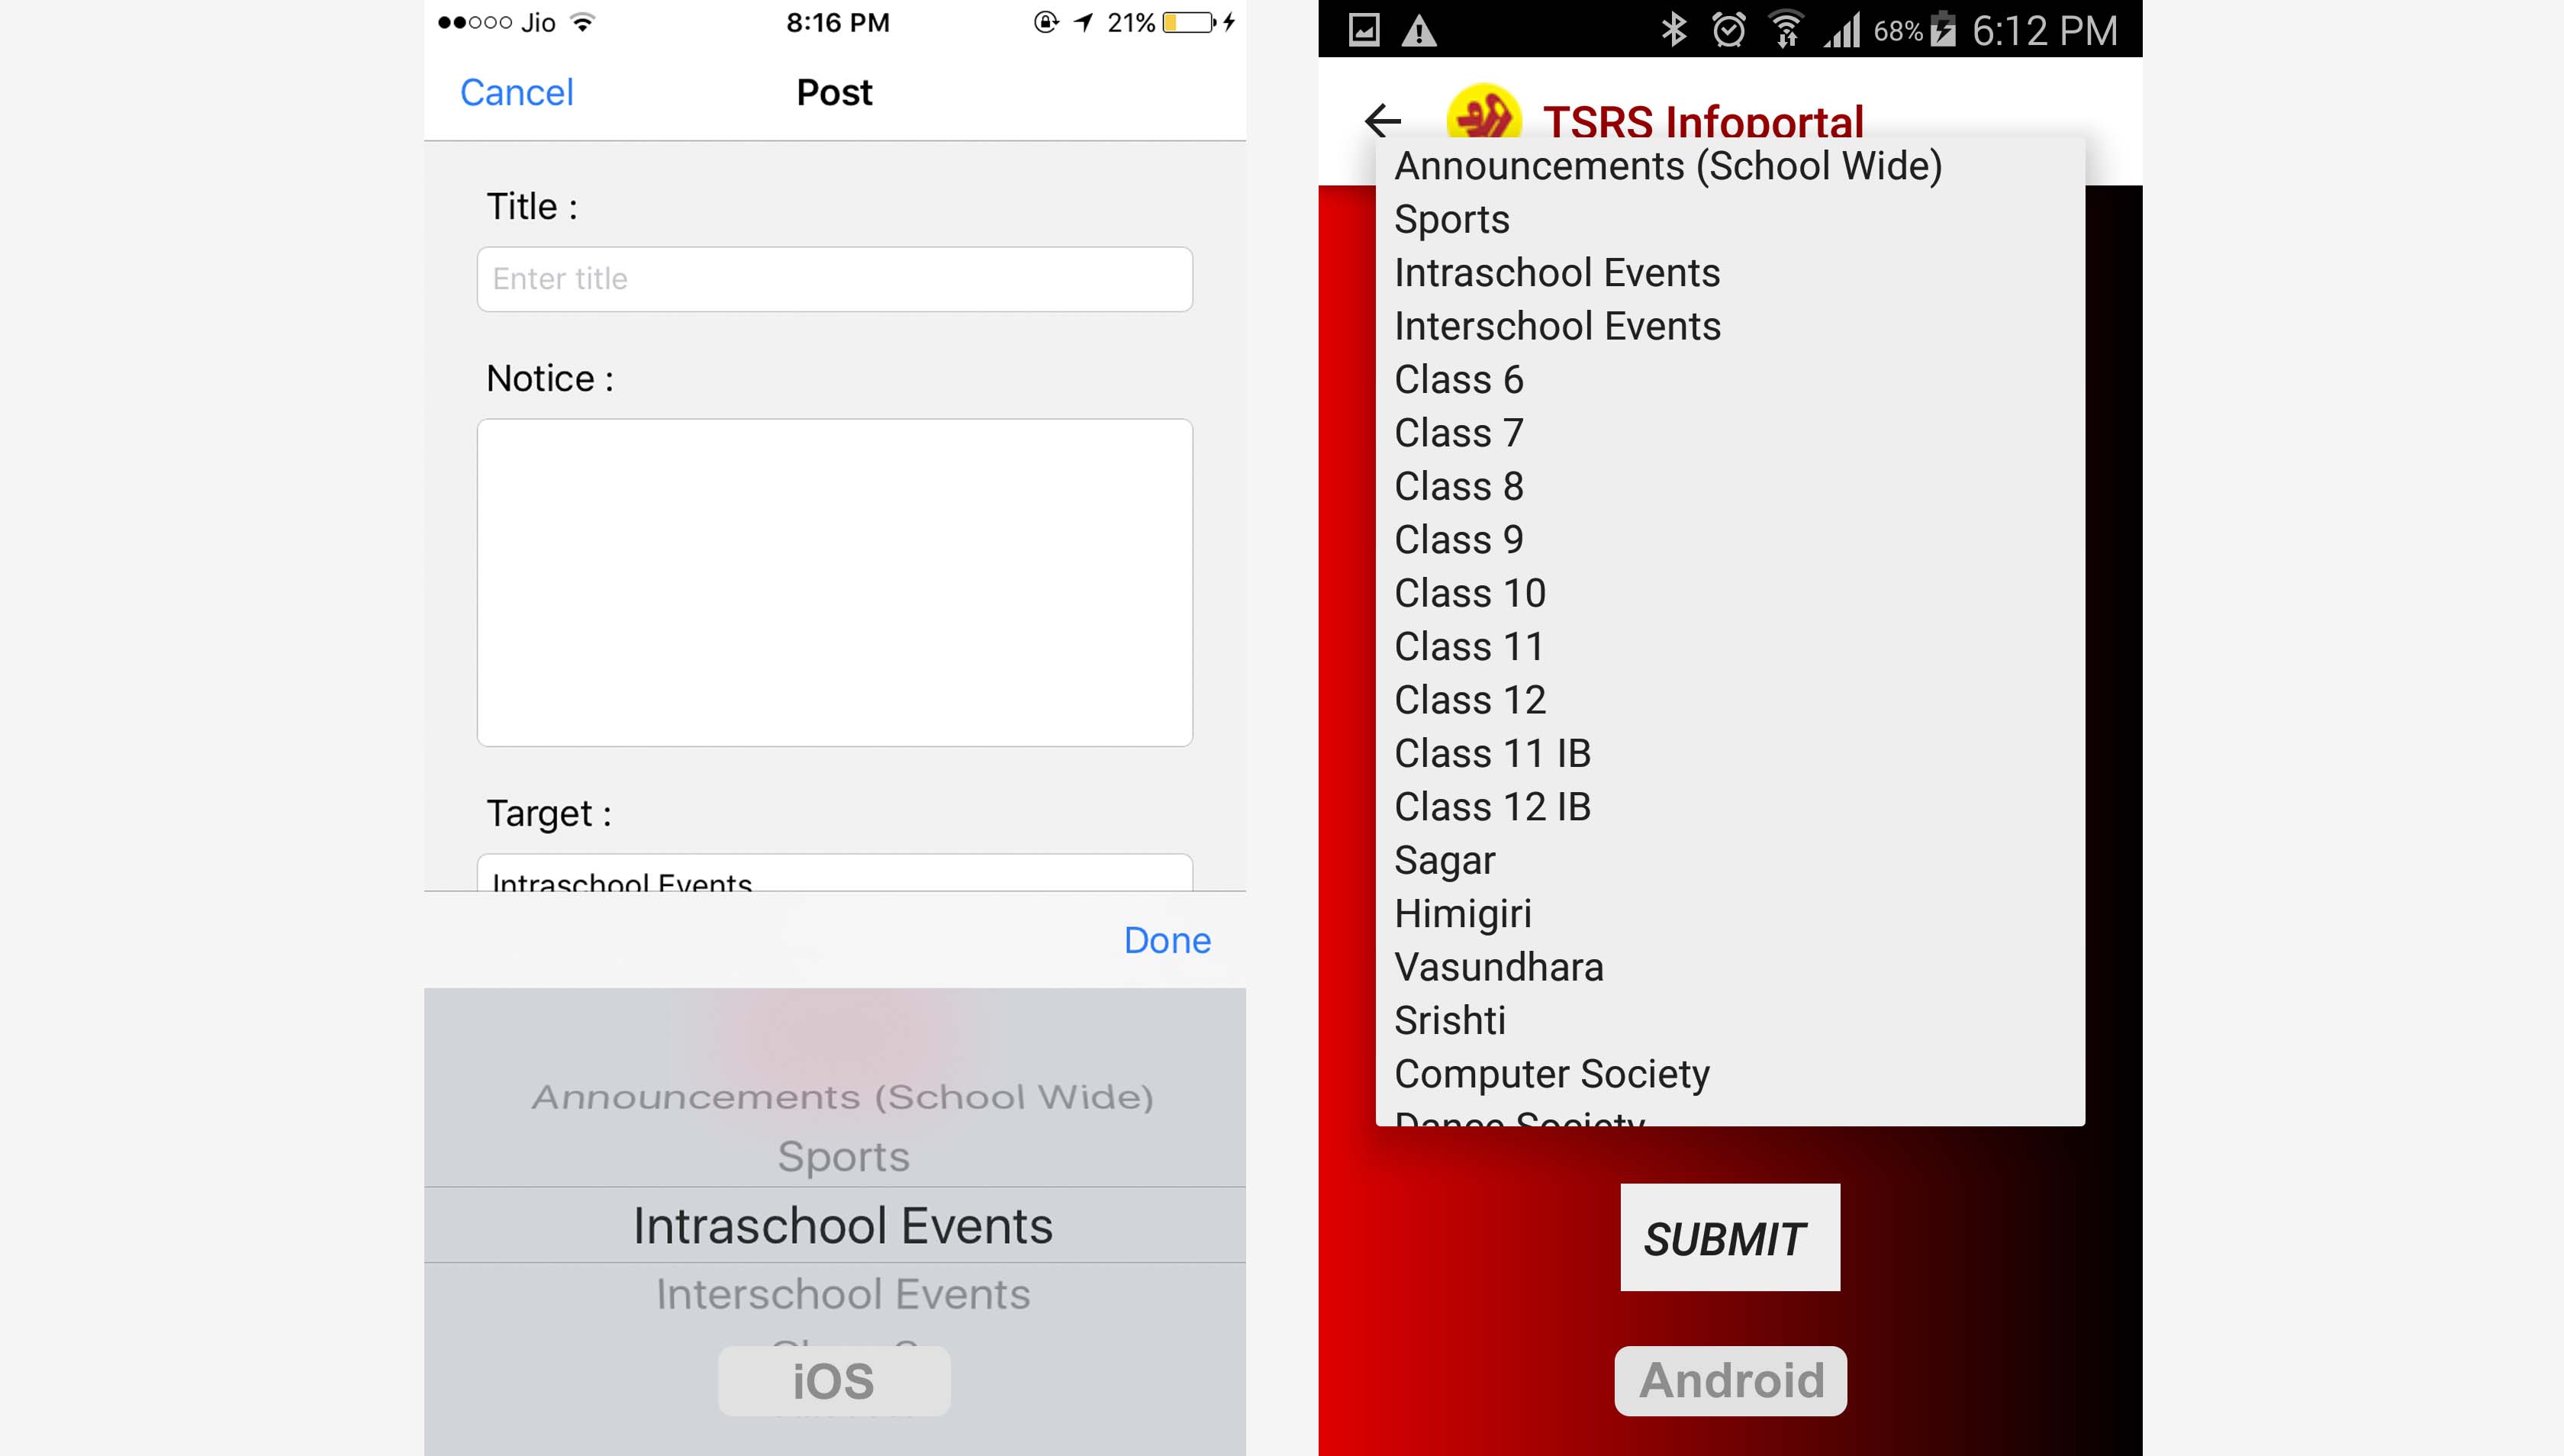 Jio 8:16 PM 21%
Cancel Post
Title :
Enter title
Notice :
Target :
Intraschool Events
Done
Announcements (School Wide)
Sports
Intraschool Events
Interschool Events
iOS
68% 6:12 PM
TSRS Infoportal
Announcements (School Wide)
Sports
Intraschool Events
Interschool Events
Class 6
Class 7
Class 8
Class 9
Class 10
Class 11
Class 12
Class 11 IB
Class 12 IB
Sagar
Himigiri
Vasundhara
Srishti
Computer Society
Dance Society
SUBMIT
Android